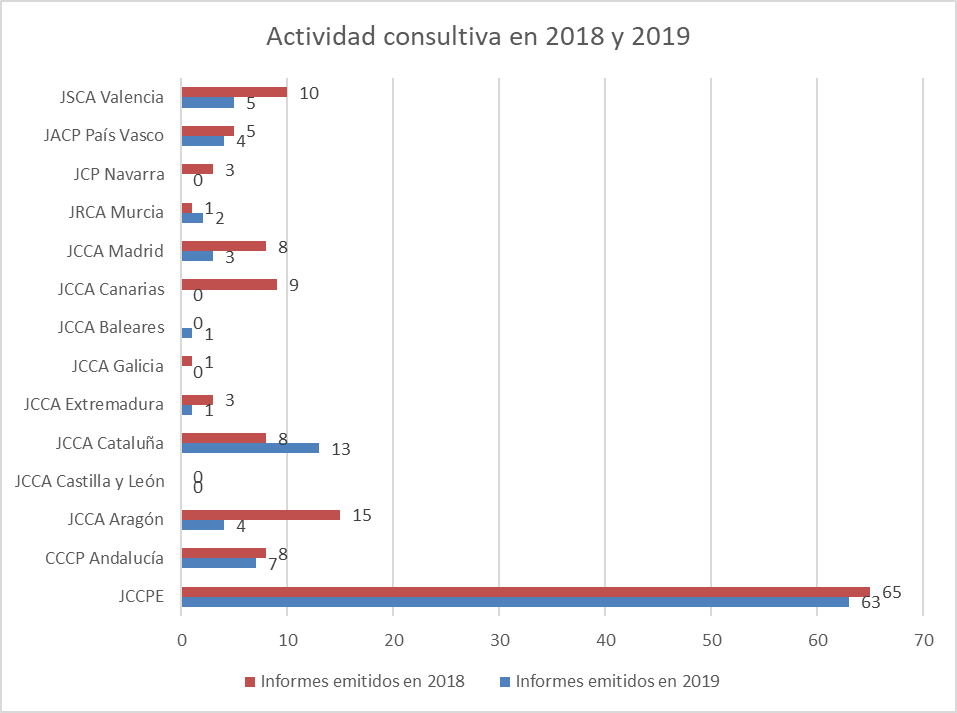 Actividad consultiva en 2018 y 2019
JSCA Valencia 10
5
JACP País Vasco 5
4
JCP Navarra 3
0
JRCA Murcia 1
2
JCCA Madrid 8
3
JCCA Canarias 9
0
JCCA Baleares 0
1
JCCA Galicia 1
0
JCCA Extremadura 3
1
JCCA Cataluña 8
13
JCCA Castilla y León 0
0
JCCA Aragón 15
4
CCCP Andalucía 8
7
JCCPE 65
63
0 10 20 30 40 50 60 70
Informes emitidos en 2018 Informes emitidos en 2019